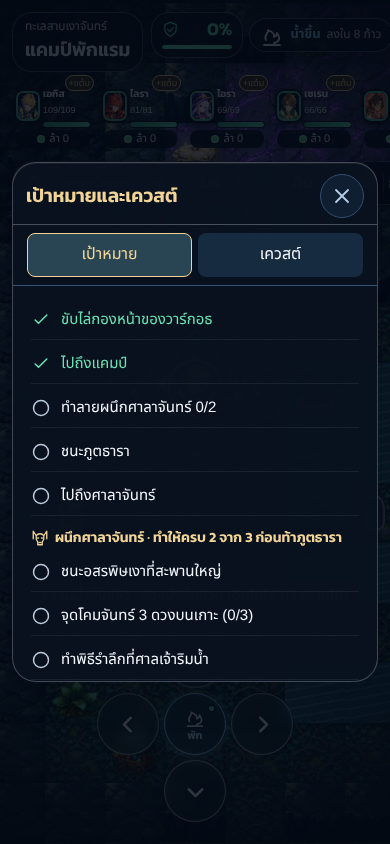 ทะเลสาบเงาจันทร์
แคมป์พักแรม
0%
น้ำขึ้น ลงใน 8 ก้าว
+แต้ม +แต้ม +แต้ม +แต้ม
เอทิส ไลรา ไอรา เซเรน
109/109 81/81 69/69 66/66
ล้า 0 ล้า 0 ล้า 0 ล้า 0
เป้าหมายและเควสต์
เป้าหมาย เควสต์
ขับไล่กองหน้าของวาร์กอธ
ไปถึงแคมป์
ทำลายผนึกศาลาจันทร์ 0/2
ชนะภูตธารา
ไปถึงศาลาจันทร์
ผนึกศาลาจันทร์ · ทำให้ครบ 2 จาก 3 ก่อนท้าภูตธารา
ชนะอสรพิษเงาที่สะพานใหญ่
จุดโคมจันทร์ 3 ดวงบนเกาะ (0/3)
ทำพิธีรำลึกที่ศาลเจ้าริมน้ำ
พัก